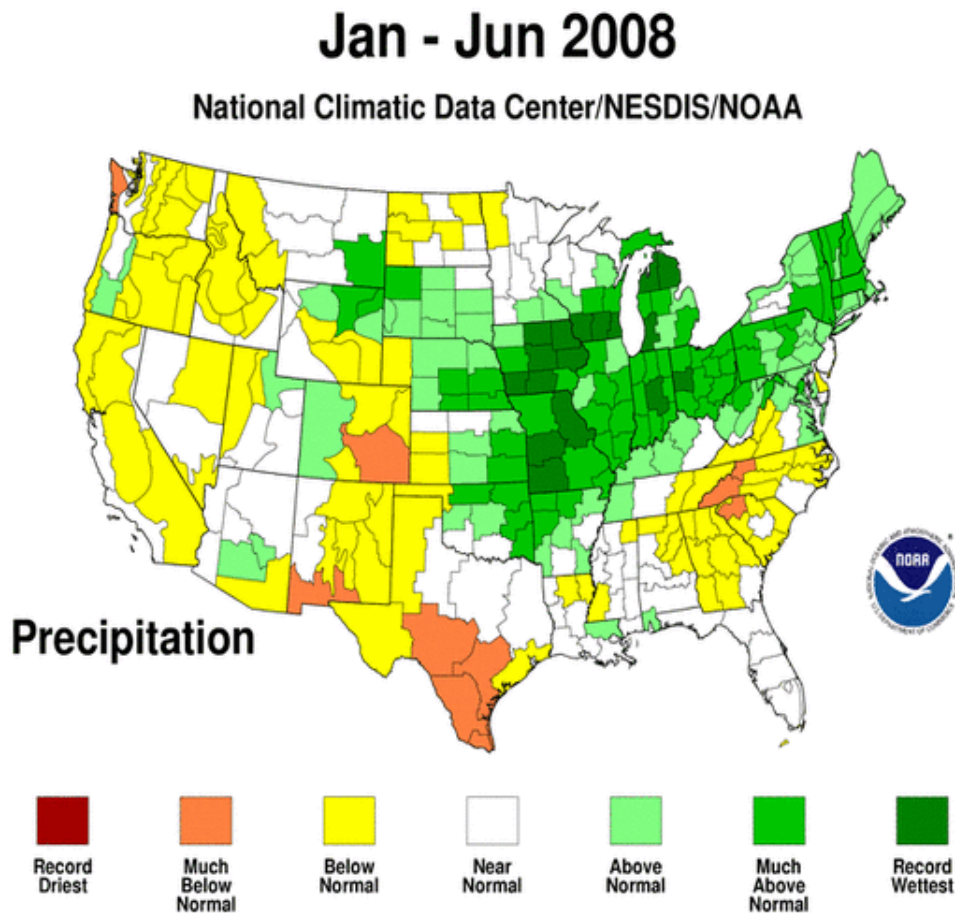 Jan - Jun 2008
National Climatic Data Center/NESDIS/NOAA
Precipitation
NOAA
Record
Driest
Much
Below
Normal
Below
Normal
Near
Normal
Above
Normal
Much
Above
Normal
Record
Wettest